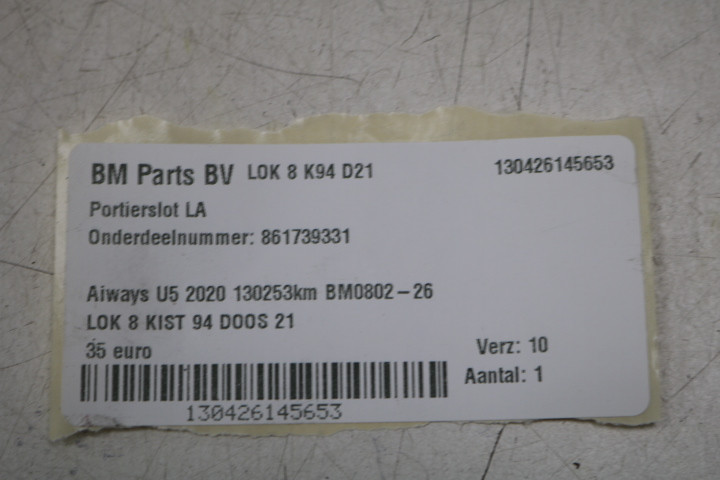 BM Parts BV LOK 8 K94 D21 130426145653
Portierslot LA
Onderdeelnummer: 861739331
Aiways U5 2020 130253km BM0802-26
LOK 8 KIST 94 DOOS 21
35 euro Verz: 10
Aantal: 1
130426145653